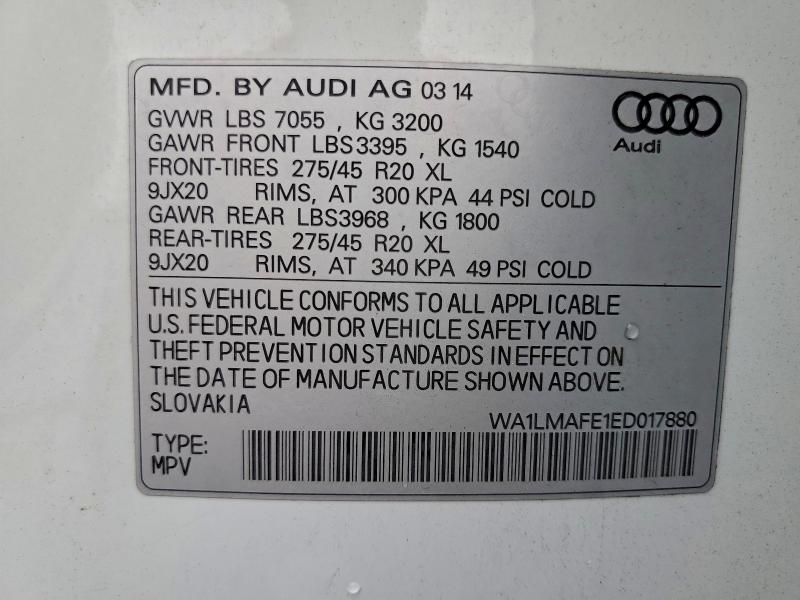 MFD. BY AUDI AG 03 14
GVWR LBS 7055 , KG 3200
GAWR FRONT LBS3395 , KG 1540
FRONT-TIRES 275/45 R20 XL
9JX20 RIMS, AT 300 KPA 44 PSI COLD
GAWR REAR LBS3968 , KG 1800
REAR-TIRES 275/45 R20 XL
9JX20 RIMS, AT 340 KPA 49 PSI COLD
Audi
THIS VEHICLE CONFORMS TO ALL APPLICABLE
U.S. FEDERAL MOTOR VEHICLE SAFETY AND
THEFT PREVENTION STANDARDS IN EFFECT ON
THE DATE OF MANUFACTURE SHOWN ABOVE.
SLOVAKIA
WA1LMAFE1ED017880
TYPE:
MPV